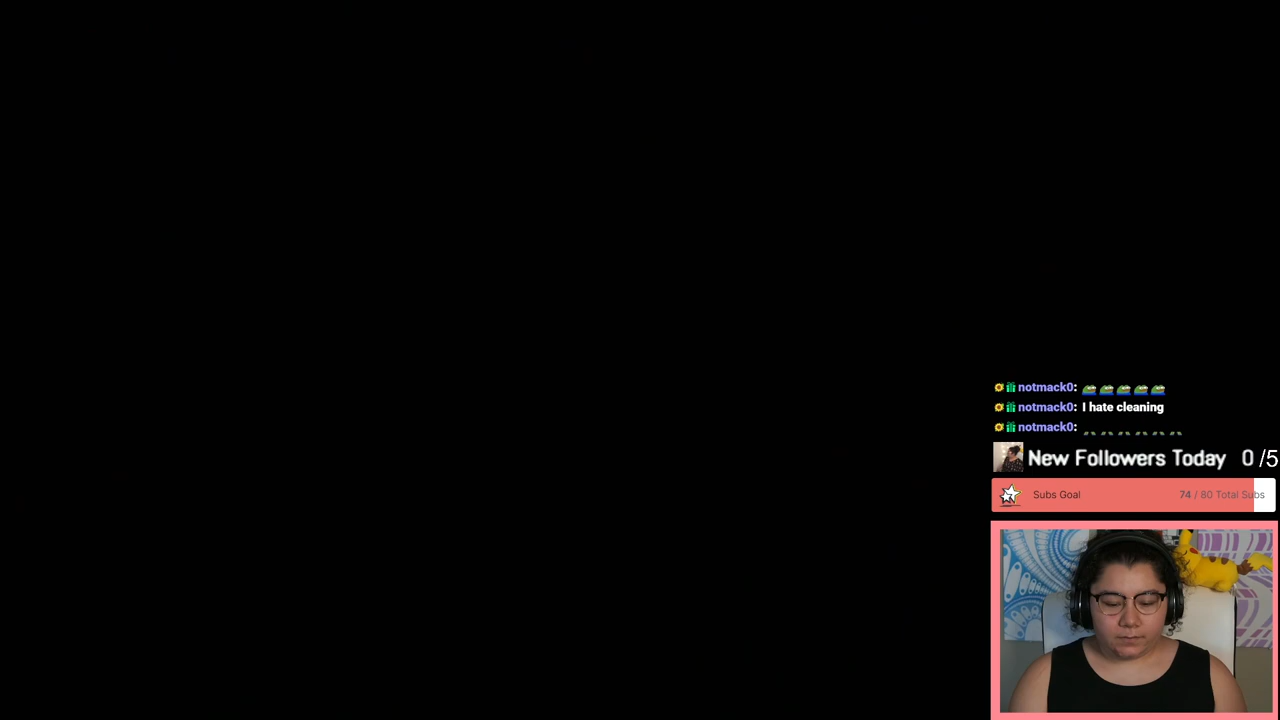 notmack0:
notmack0: I hate cleaning
notmack0:
New Followers Today 0 /5
Subs Goal 74 / 80 Total Subs